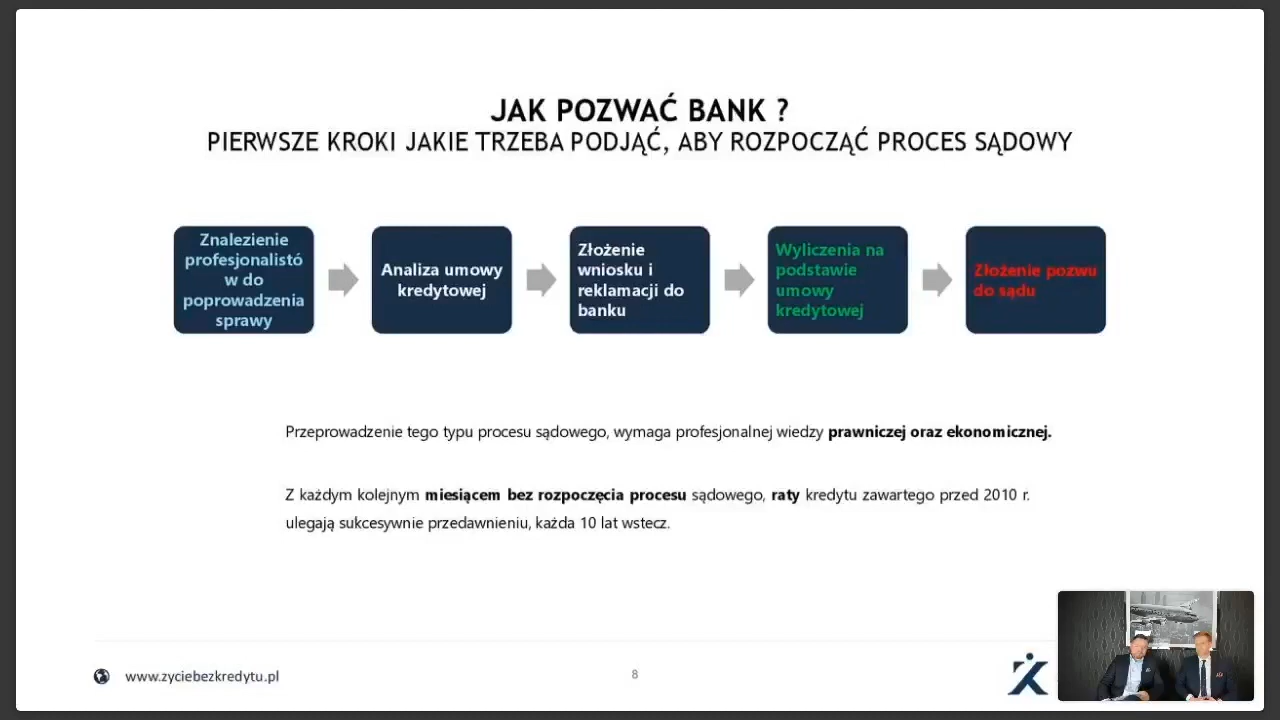 JAK POZWAĆ BANK ?
PIERWSZE KROKI JAKIE TRZEBA PODJĄĆ, ABY ROZPOCZĄĆ PROCES SĄDOWY
Znalezienie
profesjonalistó
w do
poprowadzenia
sprawy
Analiza umowy
kredytowej
Złożenie
wniosku i
reklamacji do
banku
Wyliczenia na
podstawie
umowy
kredytowej
Złożenie pozwu
do sądu
Przeprowadzenie tego typu procesu sądowego, wymaga profesjonalnej wiedzy prawniczej oraz ekonomicznej.
Z każdym kolejnym miesiącem bez rozpoczęcia procesu sądowego, raty kredytu zawartego przed 2010 r.
ulegają sukcesywnie przedawnieniu, każda 10 lat wstecz.
www.zyciebezkredytu.pl
8